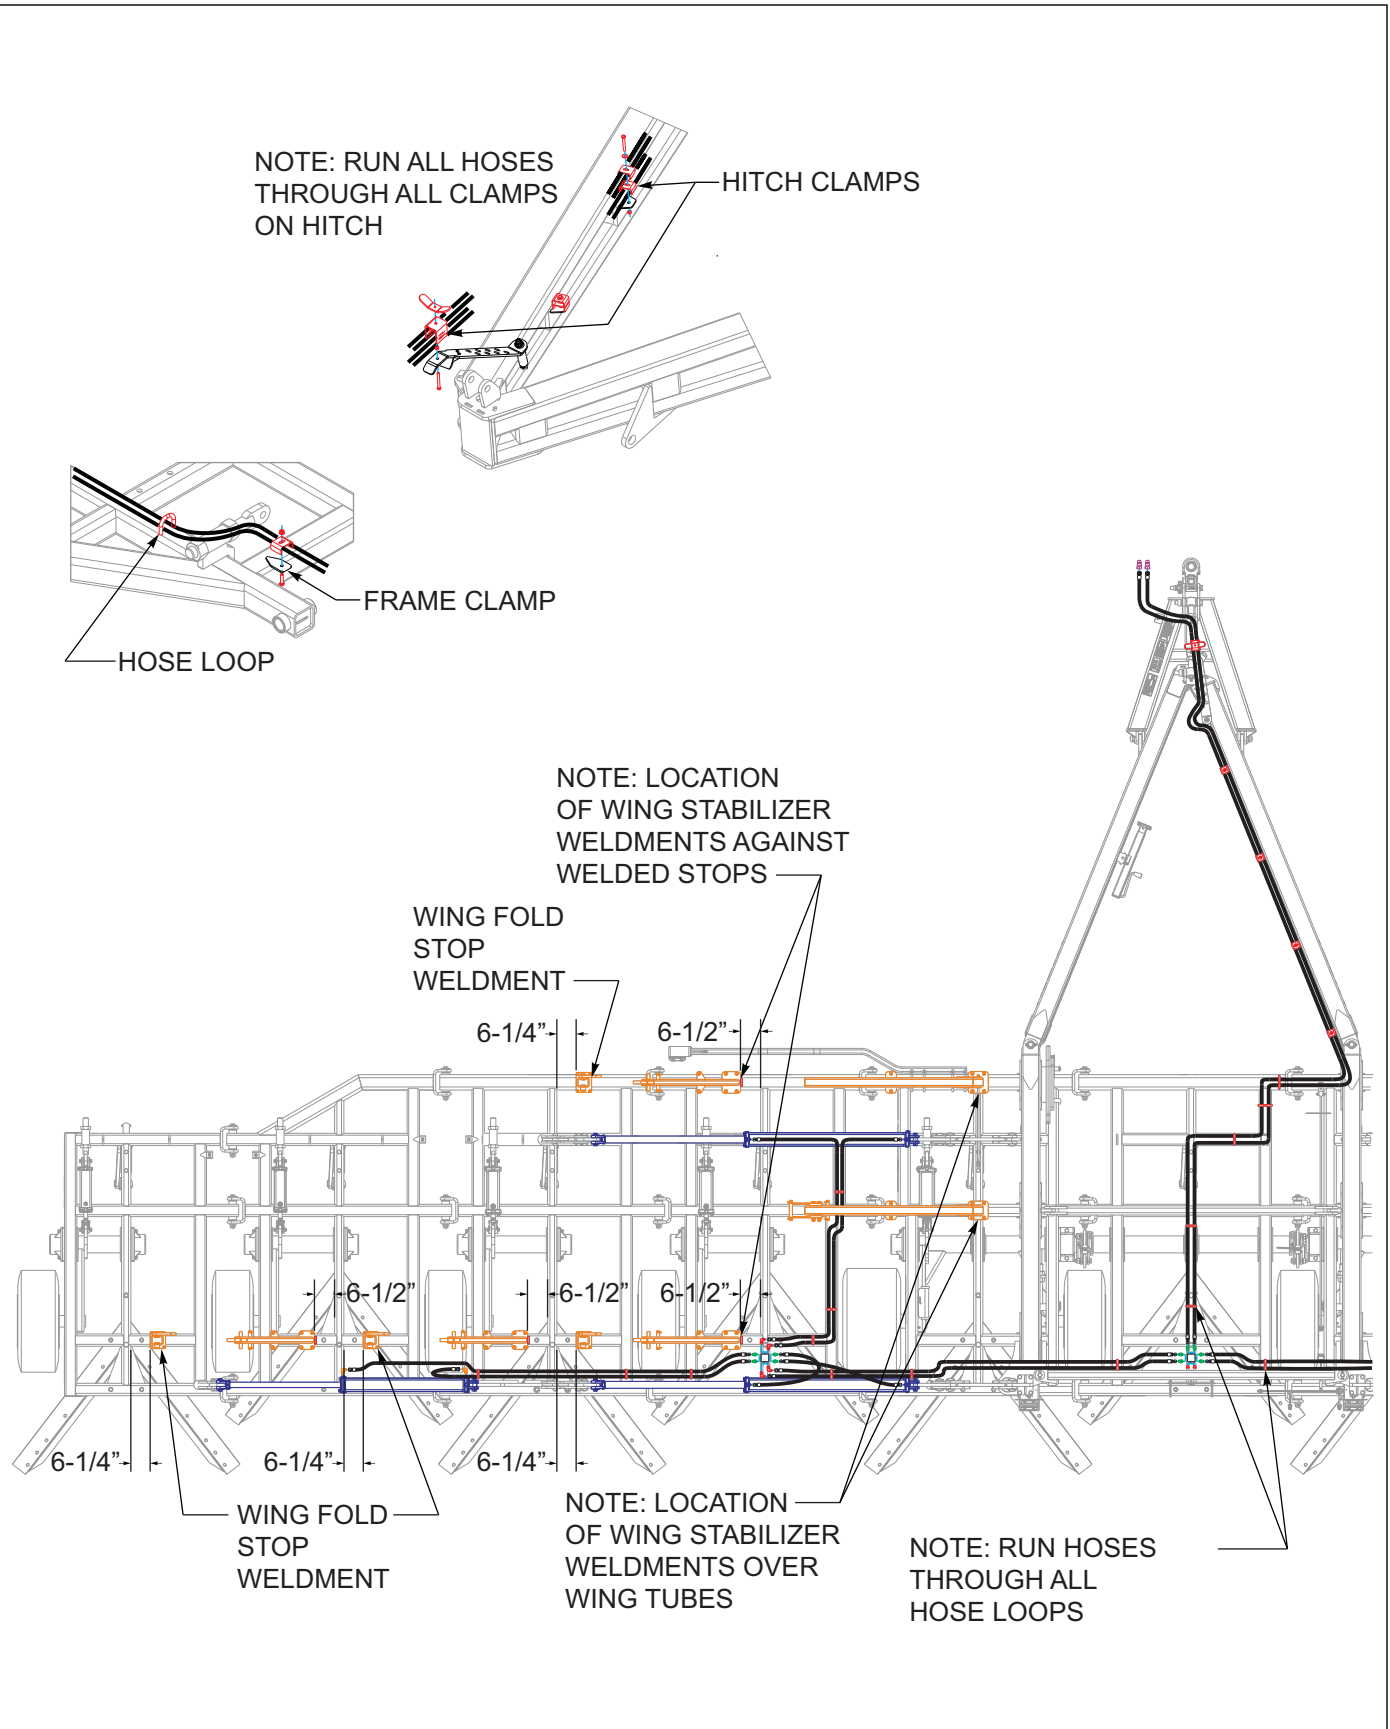 NOTE: RUN ALL HOSES
THROUGH ALL CLAMPS
ON HITCH
HITCH CLAMPS
FRAME CLAMP
HOSE LOOP
NOTE: LOCATION
OF WING STABILIZER
WELDMENTS AGAINST
WELDED STOPS
WING FOLD
STOP
WELDMENT
6-1/4”
6-1/2”
6-1/2”
6-1/2”
6-1/2”
6-1/4”
6-1/4”
6-1/4”
WING FOLD
STOP
WELDMENT
NOTE: LOCATION
OF WING STABILIZER
WELDMENTS OVER
WING TUBES
NOTE: RUN HOSES
THROUGH ALL
HOSE LOOPS